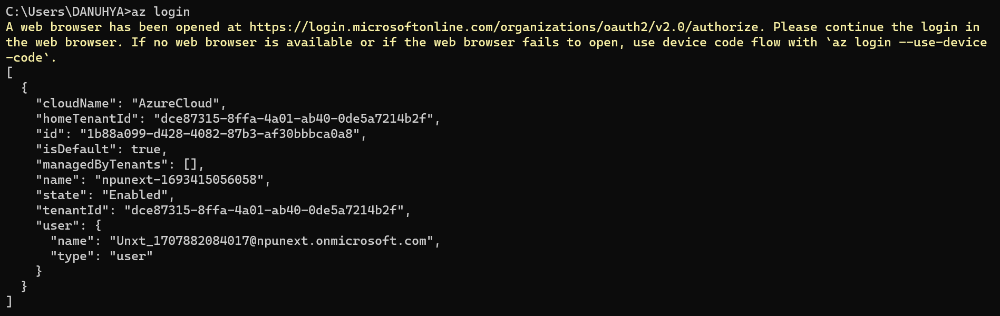 C:\Users\DANUHYA>az login
A web browser has been opened at https://login.microsoftonline.com/organizations/oauth2/v2.0/authorize. Please continue the login in
the web browser. If no web browser is available or if the web browser fails to open, use device code flow with `az login --use-device
-code`.
[
  {
    "cloudName": "AzureCloud",
    "homeTenantId": "dce87315-8ffa-4a01-ab40-0de5a7214b2f",
    "id": "1b88a099-d428-4082-87b3-af30bbbca0a8",
    "isDefault": true,
    "managedByTenants": [],
    "name": "npunext-1693415056058",
    "state": "Enabled",
    "tenantId": "dce87315-8ffa-4a01-ab40-0de5a7214b2f",
    "user": {
      "name": "Unxt_1707882084017@npunext.onmicrosoft.com",
      "type": "user"
    }
  }
]